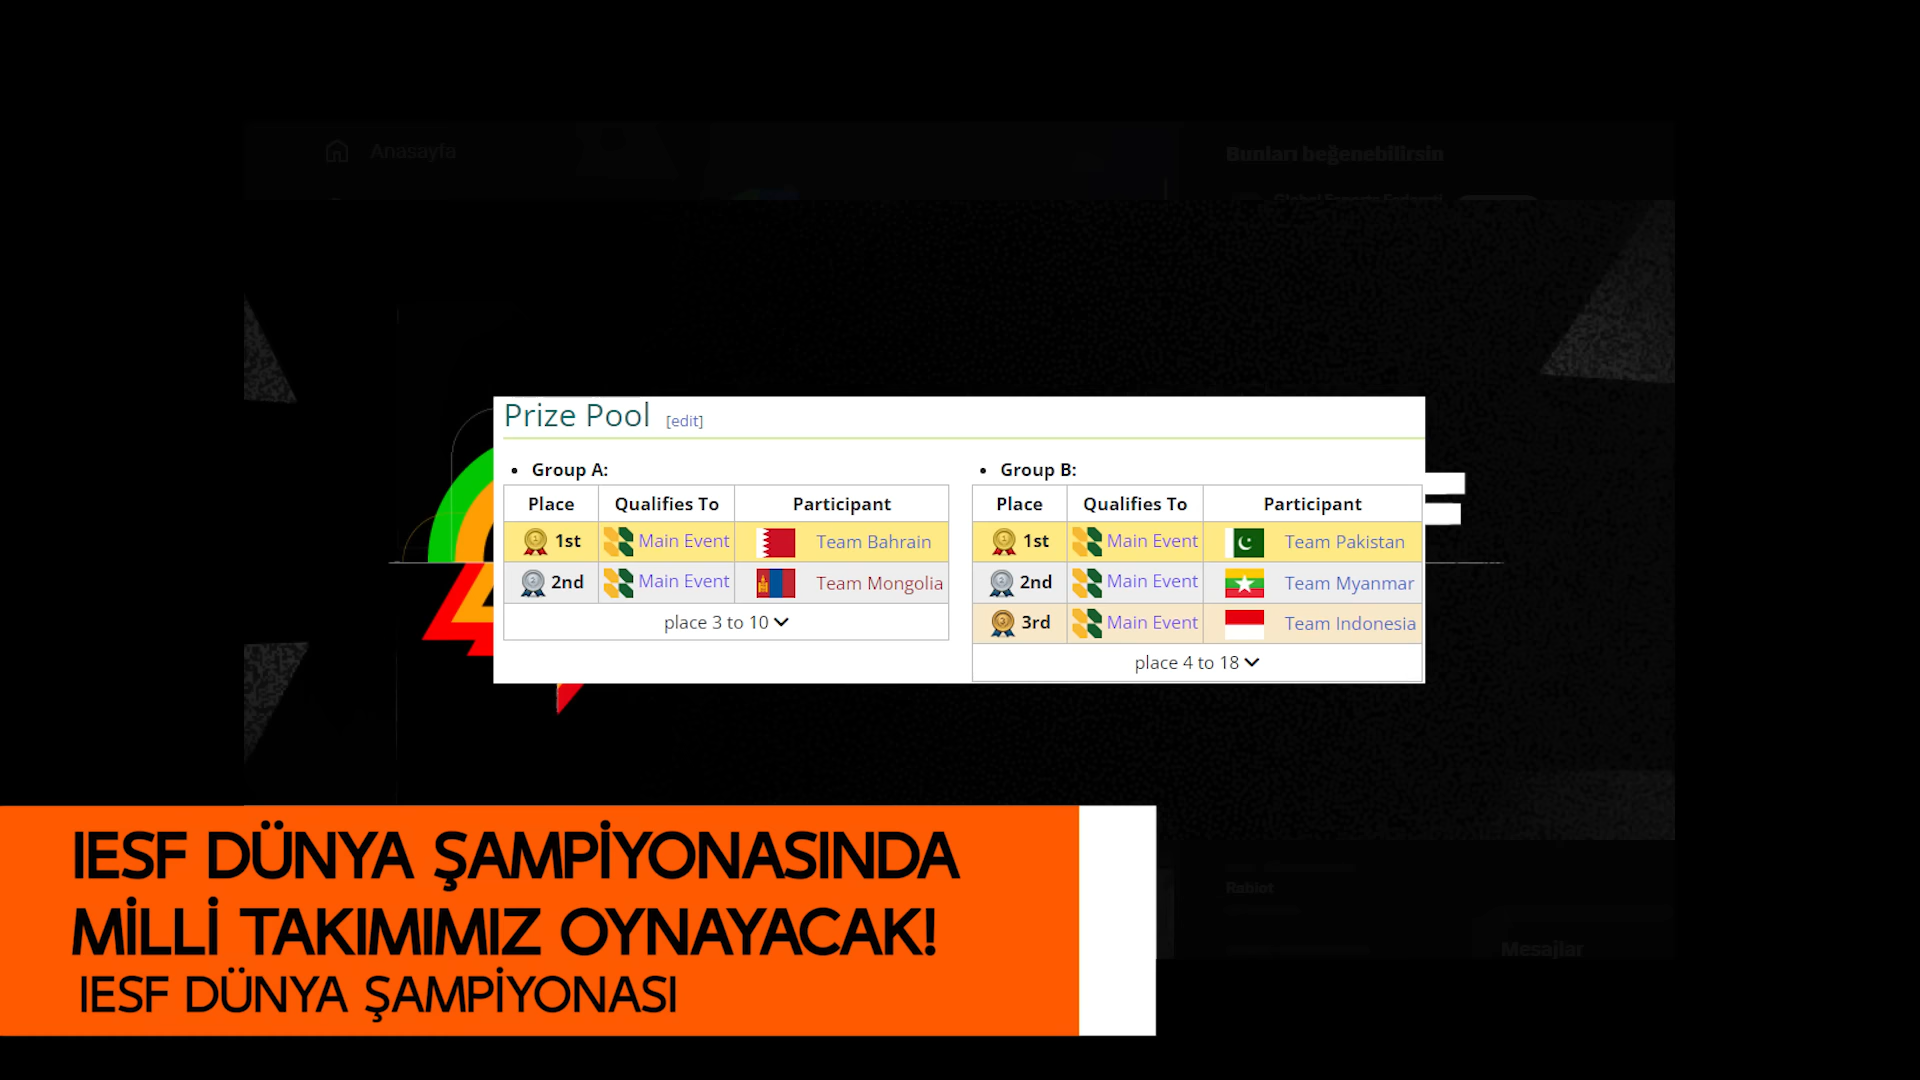 Anasayfa
Bunları beğenebilirsin
Prize Pool [edit]
Group A:
Place Qualifies To Participant
1st Main Event Team Bahrain
2nd Main Event Team Mongolia
place 3 to 10
Group B:
Place Qualifies To Participant
1st Main Event Team Pakistan
2nd Main Event Team Myanmar
3rd Main Event Team Indonesia
place 4 to 18
IESF DÜNYA ŞAMPİYONASINDA
MİLLİ TAKIMIMIZ OYNAYACAK!
IESF DÜNYA ŞAMPİYONASI
Mesajlar